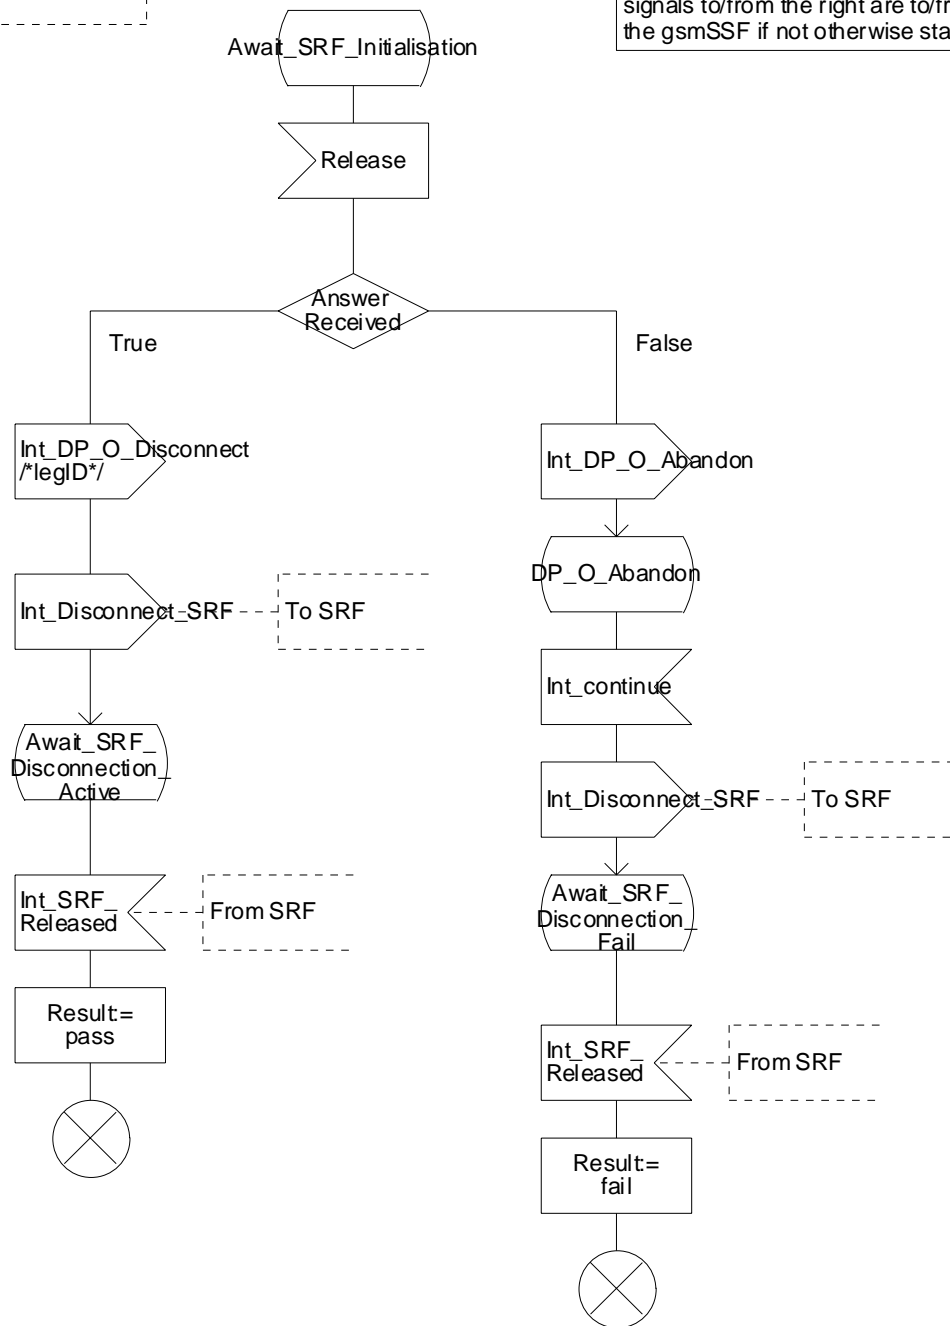 signals to/from the right are to/fr
the gsmSSF if not otherwise sta
Await_SRF_Initialisation
Release
Answer
Received
True
False
Int_DP_O_Disconnect
/*legID*/
Int_DP_O_Abandon
DP_O_Abandon
Int_Disconnect_SRF
To SRF
Int_continue
Await_SRF_
Disconnection_
Active
Int_Disconnect_SRF
To SRF
Int_SRF_
Released
From SRF
Await_SRF_
Disconnection_
Fail
Result:=
pass
Int_SRF_
Released
From SRF
Result:=
fail